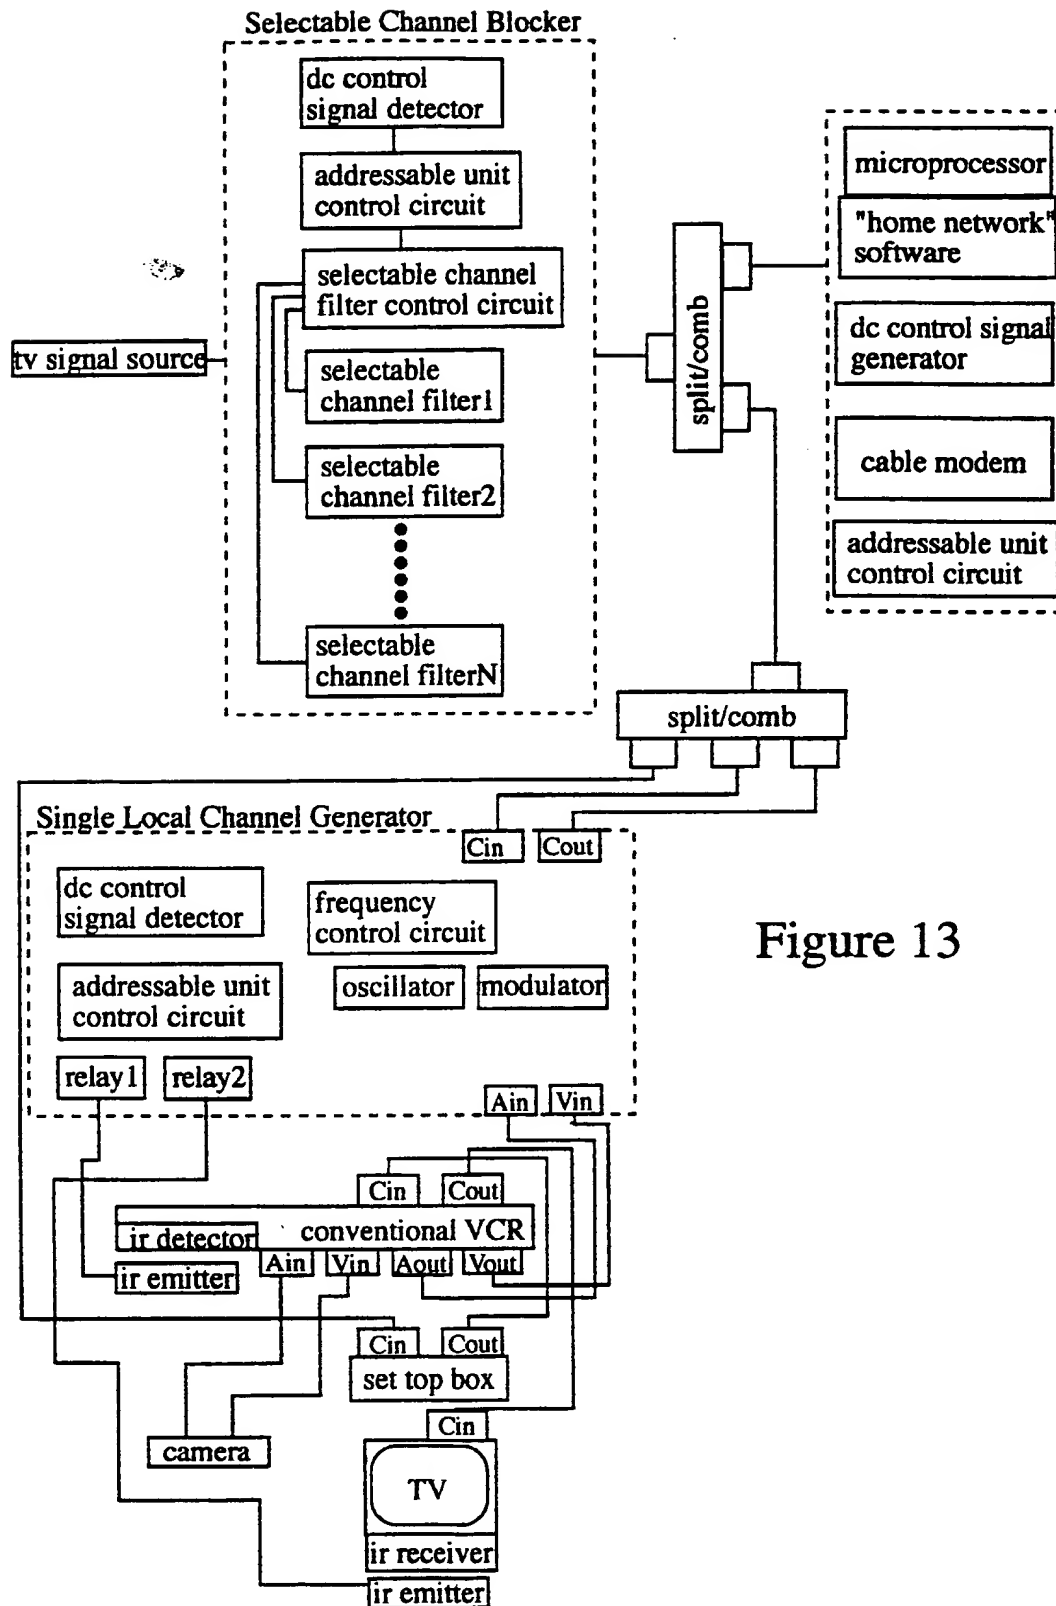 Selectable Channel Blocker
dc control
signal detector
addressable unit
control circuit
selectable channel
filter control circuit
tv signal source
selectable
channel filter1
selectable
channel filter2
selectable
channel filterN
split/comb
microprocessor
"home network"
software
dc control signal
generator
cable modem
addressable unit
control circuit
split/comb
Single Local Channel Generator
Cin
Cout
dc control
signal detector
frequency
control circuit
addressable unit
control circuit
oscillator
modulator
relay1
relay2
Ain
Vin
Figure 13
Cin
Cout
conventional VCR
ir detector
Ain
Vin
Aout
Vout
ir emitter
Cin
Cout
set top box
Cin
camera
TV
ir receiver
ir emitter